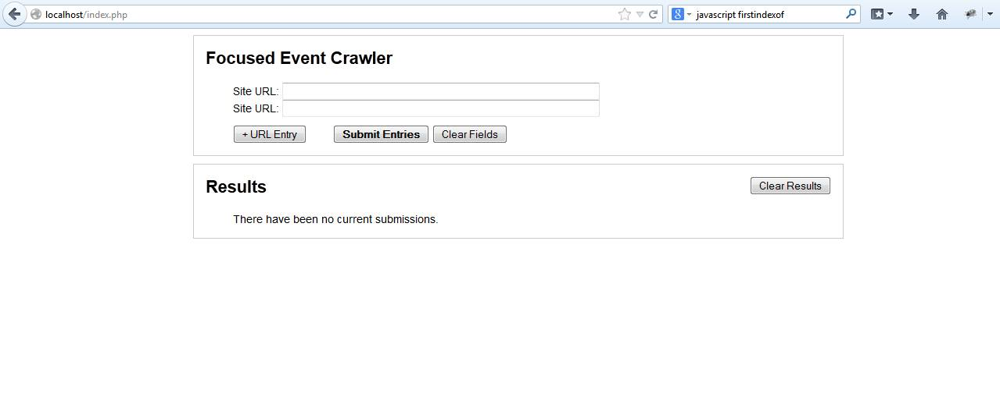 localhost/index.php
javascript firstindexof
Focused Event Crawler
Site URL:
Site URL:
+ URL Entry Submit Entries Clear Fields
Results Clear Results
There have been no current submissions.